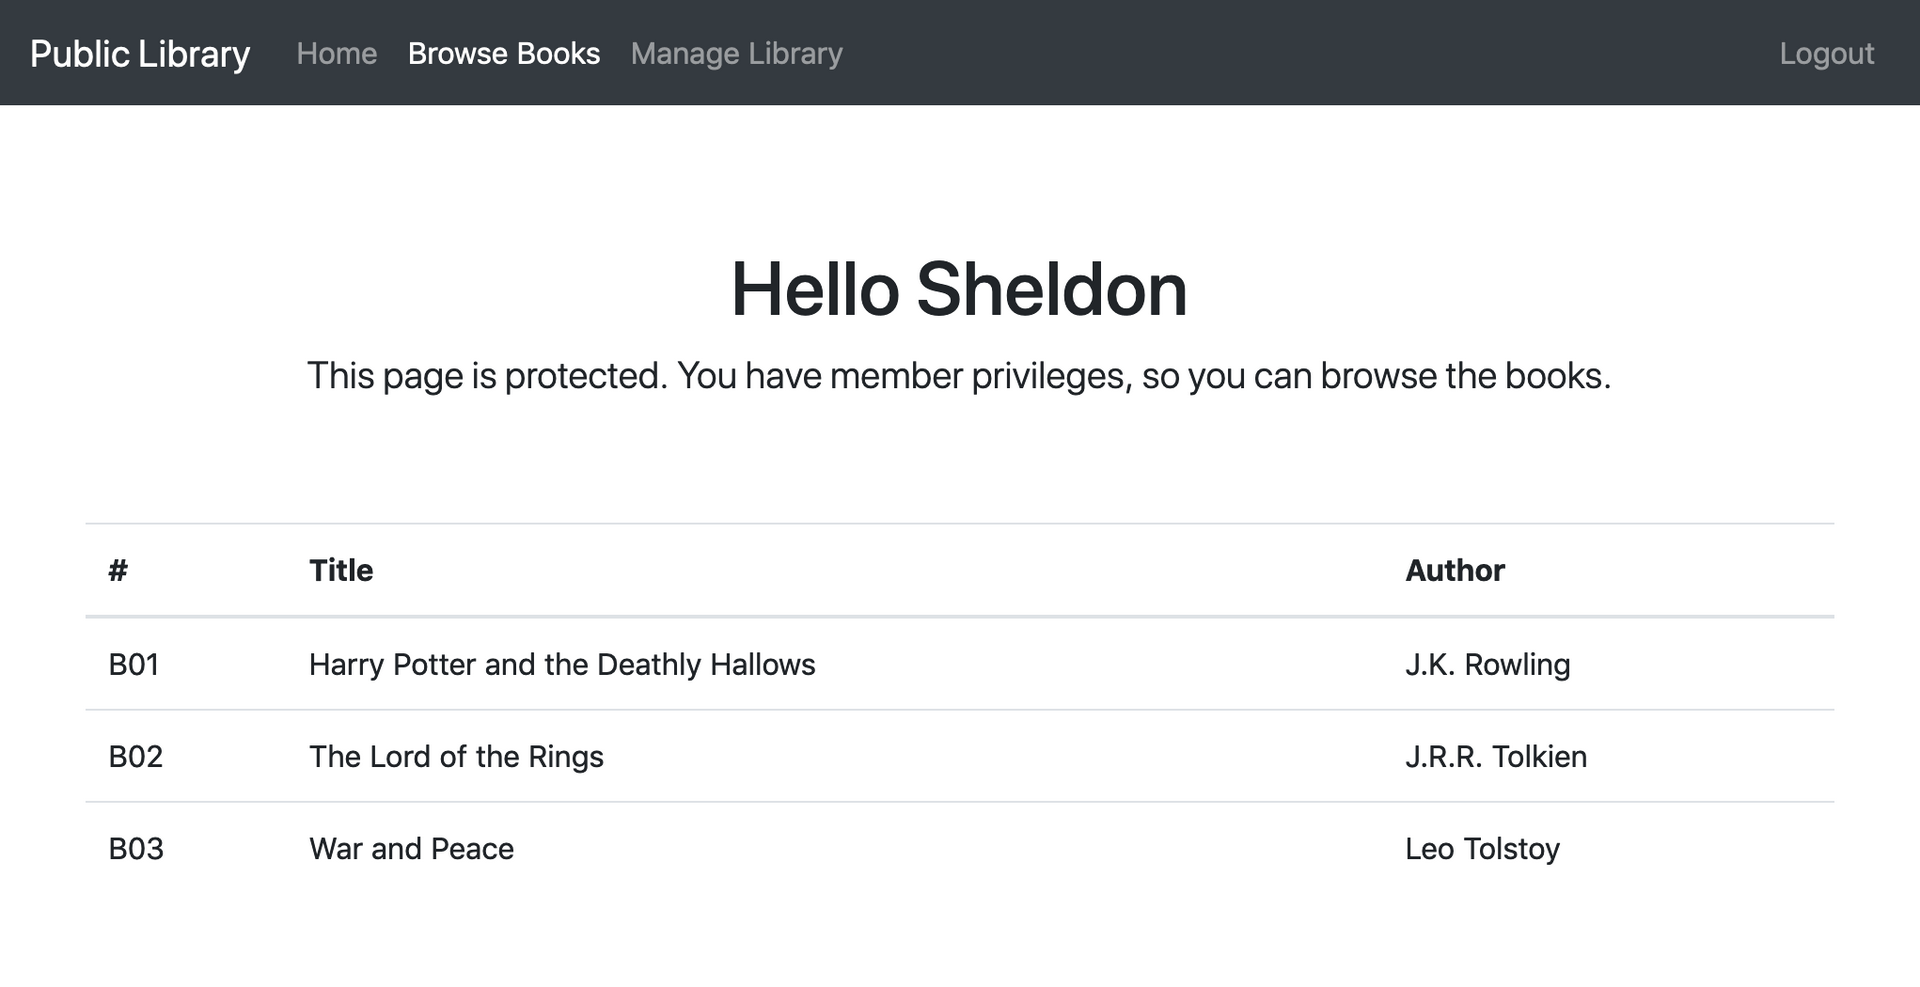 Public Library Home Browse Books Manage Library Logout
Hello Sheldon
This page is protected. You have member privileges, so you can browse the books.
# Title Author
B01 Harry Potter and the Deathly Hallows J.K. Rowling
B02 The Lord of the Rings J.R.R. Tolkien
B03 War and Peace Leo Tolstoy